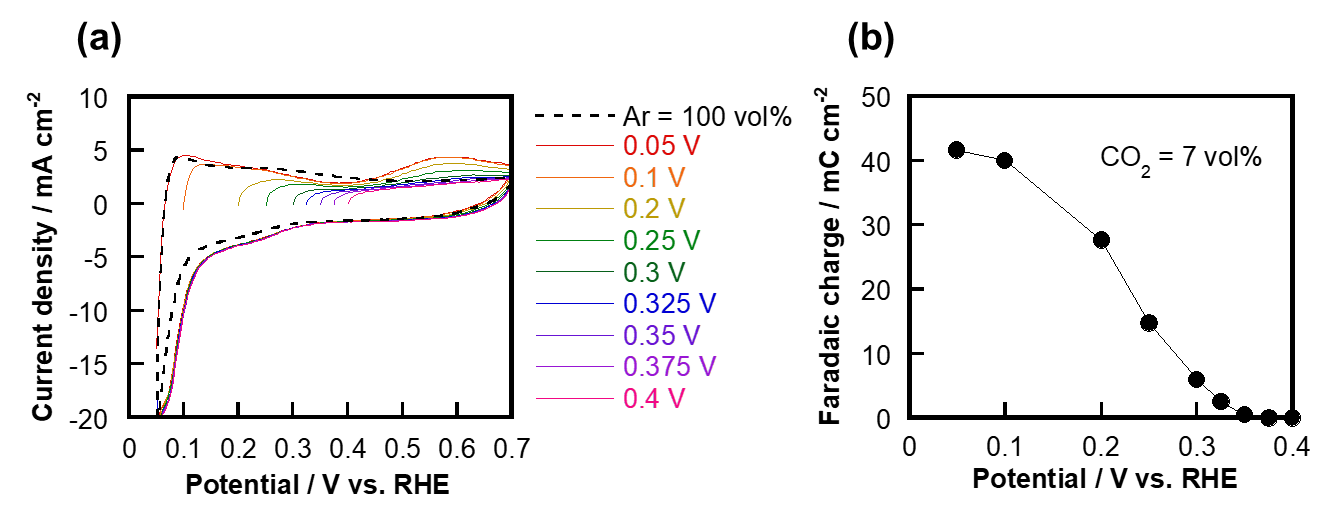 (a)
Current density / mA cm-2
10
5
0
-5
-10
-15
-20
0 0.1 0.2 0.3 0.4 0.5 0.6 0.7
Potential / V vs. RHE
Ar = 100 vol%
0.05 V
0.1 V
0.2 V
0.25 V
0.3 V
0.325 V
0.35 V
0.375 V
0.4 V
(b)
Faradaic charge / mC cm-2
50
40
30
20
10
0
CO2 = 7 vol%
0 0.1 0.2 0.3 0.4
Potential / V vs. RHE